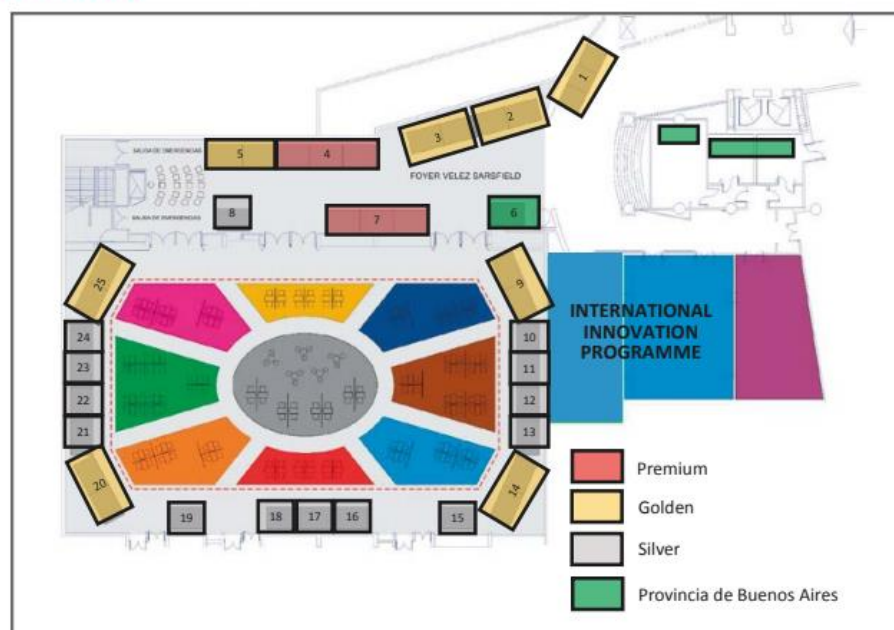 1
2
3
5
4
SALIDA DE EMERGENCIAS
FOYER VELEZ SARSFIELD
8
7
6
SALIDA DE EMERGENCIAS
25
9
24
23
22
21
10
11
12
13
INTERNATIONAL
INNOVATION
PROGRAMME
20
14
19
18
17
16
15
Premium
Golden
Silver
Provincia de Buenos Aires